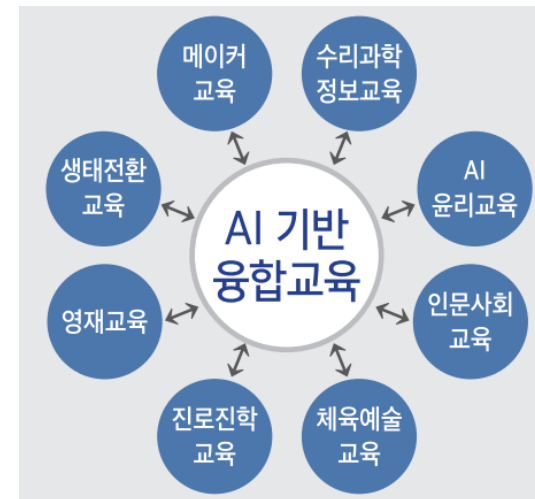 메이커
교육
수리과학
정보교육
생태전환
교육
AI
윤리교육
AI 기반
융합교육
영재교육
인문사회
교육
진로진학
교육
체육예술
교육